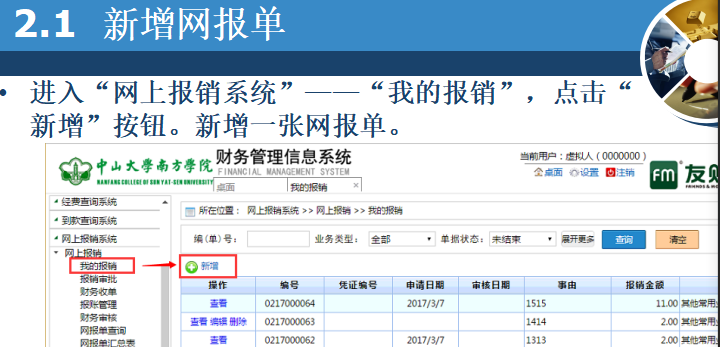 2.1 新增网报单
• 进入“网上报销系统”——“我的报销”，点击“
新增”按钮。新增一张网报单。
中山大学南方学院
NANFANG COLLEGE OF SUN YAT-SEN UNIVERSITY
财务管理信息系统
FINANCIAL MANAGEMENT SYSTEM
当前用户：虚拟人（0000000）
桌面 设置 注销
FM 友
桌面 我的报销 ×
经费查询系统
到款查询系统
网上报销系统
网上报销
我的报销
报销审批
财务收单
报账管理
财务审核
网报单查询
网报单汇总表
所在位置： 网上报销系统 >> 网上报销 >> 我的报销
编(单)号： 业务类型： 全部 单据状态： 未结束 展开更多 查询 清空
新增
操作 编号 凭证编号 申请日期 审核日期 事由 报销金额
查看 0217000064 2017/3/7 1515 11.00 其他常用业
查看 编辑 删除 0217000063 1414 2.00 其他常用业
查看 0217000062 2017/3/7 1313 2.00 其他常用业